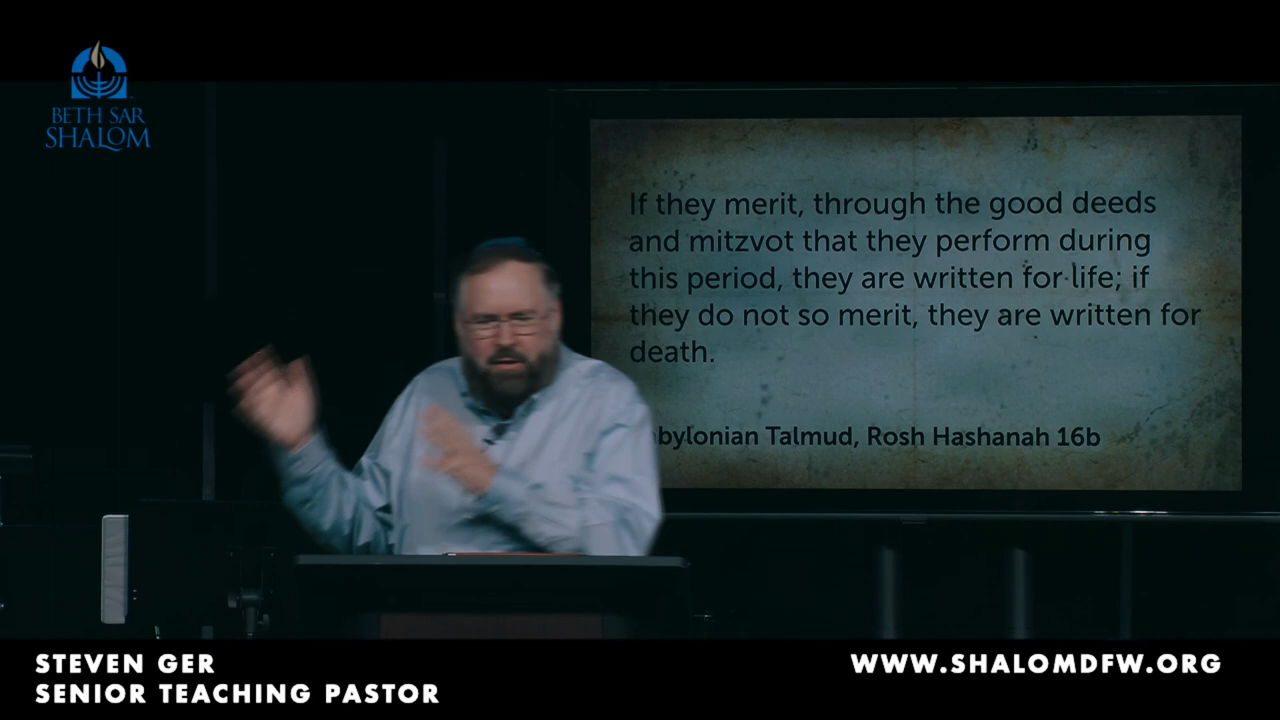 BETH SAR
SHALOM
If they merit, through the good deeds
and mitzvot that they perform during
this period, they are written for life; if
they do not so merit, they are written for
death.
bylonian Talmud, Rosh Hashanah 16b
STEVEN GER
SENIOR TEACHING PASTOR
WWW.SHALOMDFW.ORG